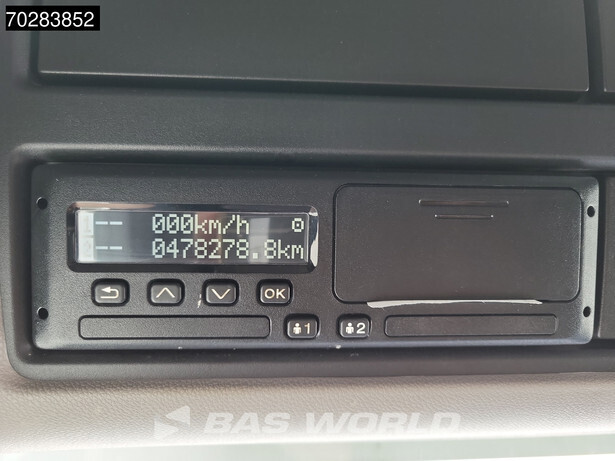 70283852
-- 000km/h
-- 0478278.8km
OK
1 2
BAS WORLD